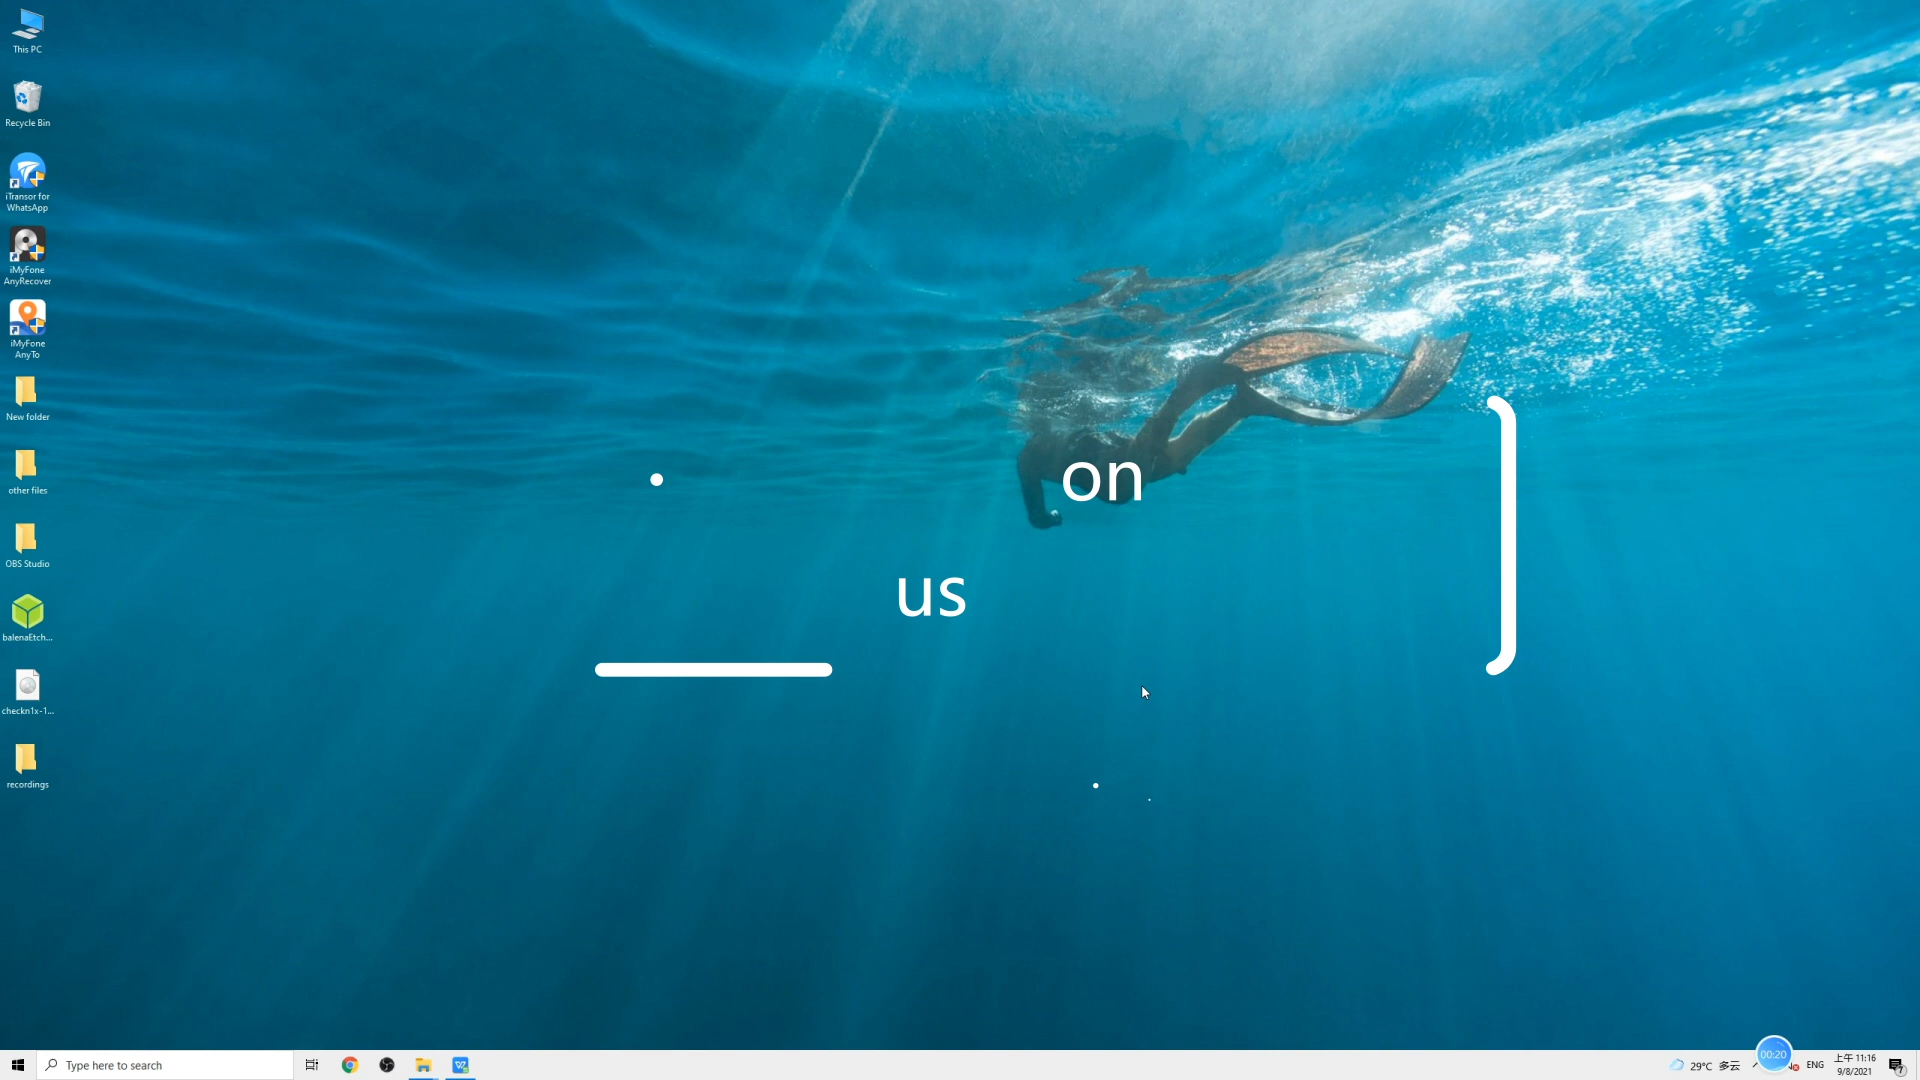 This PC
Recycle Bin
iTransor for
WhatsApp
iMyFone
AnyRecover
iMyFone
AnyTo
New folder
other files
OBS Studio
balenaEtch...
checkn1x-1...
recordings
on
us
Type here to search
29°C 多云
00:20
ENG
上午 11:16
9/8/2021
7